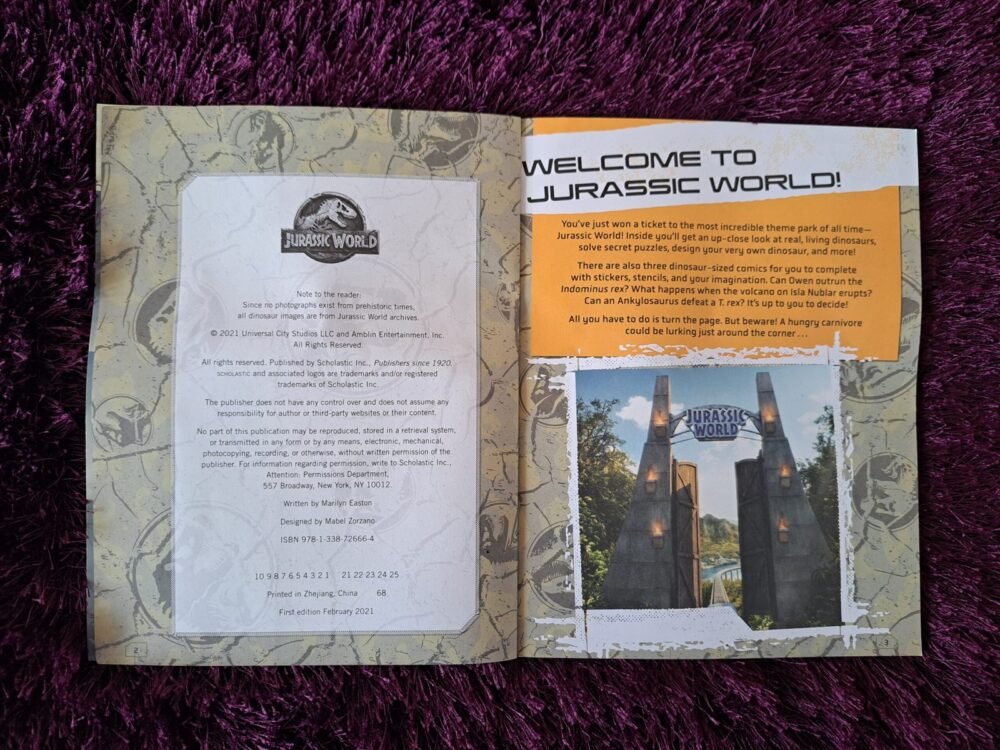 JURASSIC WORLD
Note to the reader:
Since no photographs exist from prehistoric times,
all dinosaur images are from Jurassic World archives.
© 2021 Universal City Studios LLC and Amblin Entertainment, Inc.
All Rights Reserved.
All rights reserved. Published by Scholastic Inc., Publishers since 1920.
SCHOLASTIC and associated logos are trademarks and/or registered
trademarks of Scholastic Inc.
The publisher does not have any control over and does not assume any
responsibility for author or third-party websites or their content.
No part of this publication may be reproduced, stored in a retrieval system,
or transmitted in any form or by any means, electronic, mechanical,
photocopying, recording, or otherwise, without written permission of the
publisher. For information regarding permission, write to Scholastic Inc.,
Attention: Permissions Department,
557 Broadway, New York, NY 10012.
Written by Marilyn Easton
Designed by Mabel Zorzano
ISBN 978-1-338-72666-4
10 9 8 7 6 5 4 3 2 1 21 22 23 24 25
Printed in Zhejiang, China 68
First edition February 2021
2
WELCOME TO
JURASSIC WORLD!
You've just won a ticket to the most incredible theme park of all time—
Jurassic World! Inside you'll get an up-close look at real, living dinosaurs,
solve secret puzzles, design your very own dinosaur, and more!
There are also three dinosaur-sized comics for you to complete
with stickers, stencils, and your imagination. Can Owen outrun the
Indominus rex? What happens when the volcano on Isla Nublar erupts?
Can an Ankylosaurus defeat a T. rex? It's up to you to decide!
All you have to do is turn the page. But beware! A hungry carnivore
could be lurking just around the corner . . .
JURASSIC
WORLD
3